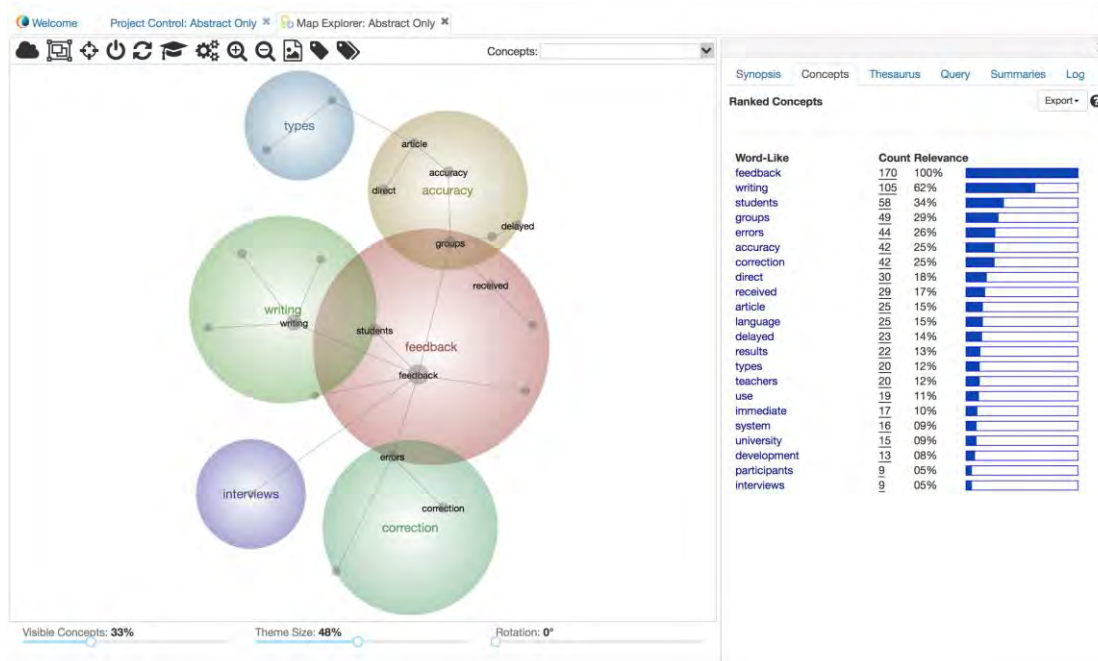 Welcome
Project Control: Abstract Only
Map Explorer: Abstract Only
Concepts:
types
article
accuracy
direct
accuracy
delayed
groups
received
writing
writing
students
feedback
feedback
errors
interviews
correction
correction
Visible Concepts: 33%
Theme Size: 48%
Rotation: 0°
Synopsis Concepts Thesaurus Query Summaries Log
Ranked Concepts
Export
Word-Like Count Relevance
feedback 170 100%
writing 105 62%
students 58 34%
groups 49 29%
errors 44 26%
accuracy 42 25%
correction 42 25%
direct 30 18%
received 29 17%
article 25 15%
language 25 15%
delayed 23 14%
results 22 13%
types 20 12%
teachers 20 12%
use 19 11%
immediate 17 10%
system 16 09%
university 15 09%
development 13 08%
participants 9 05%
interviews 9 05%